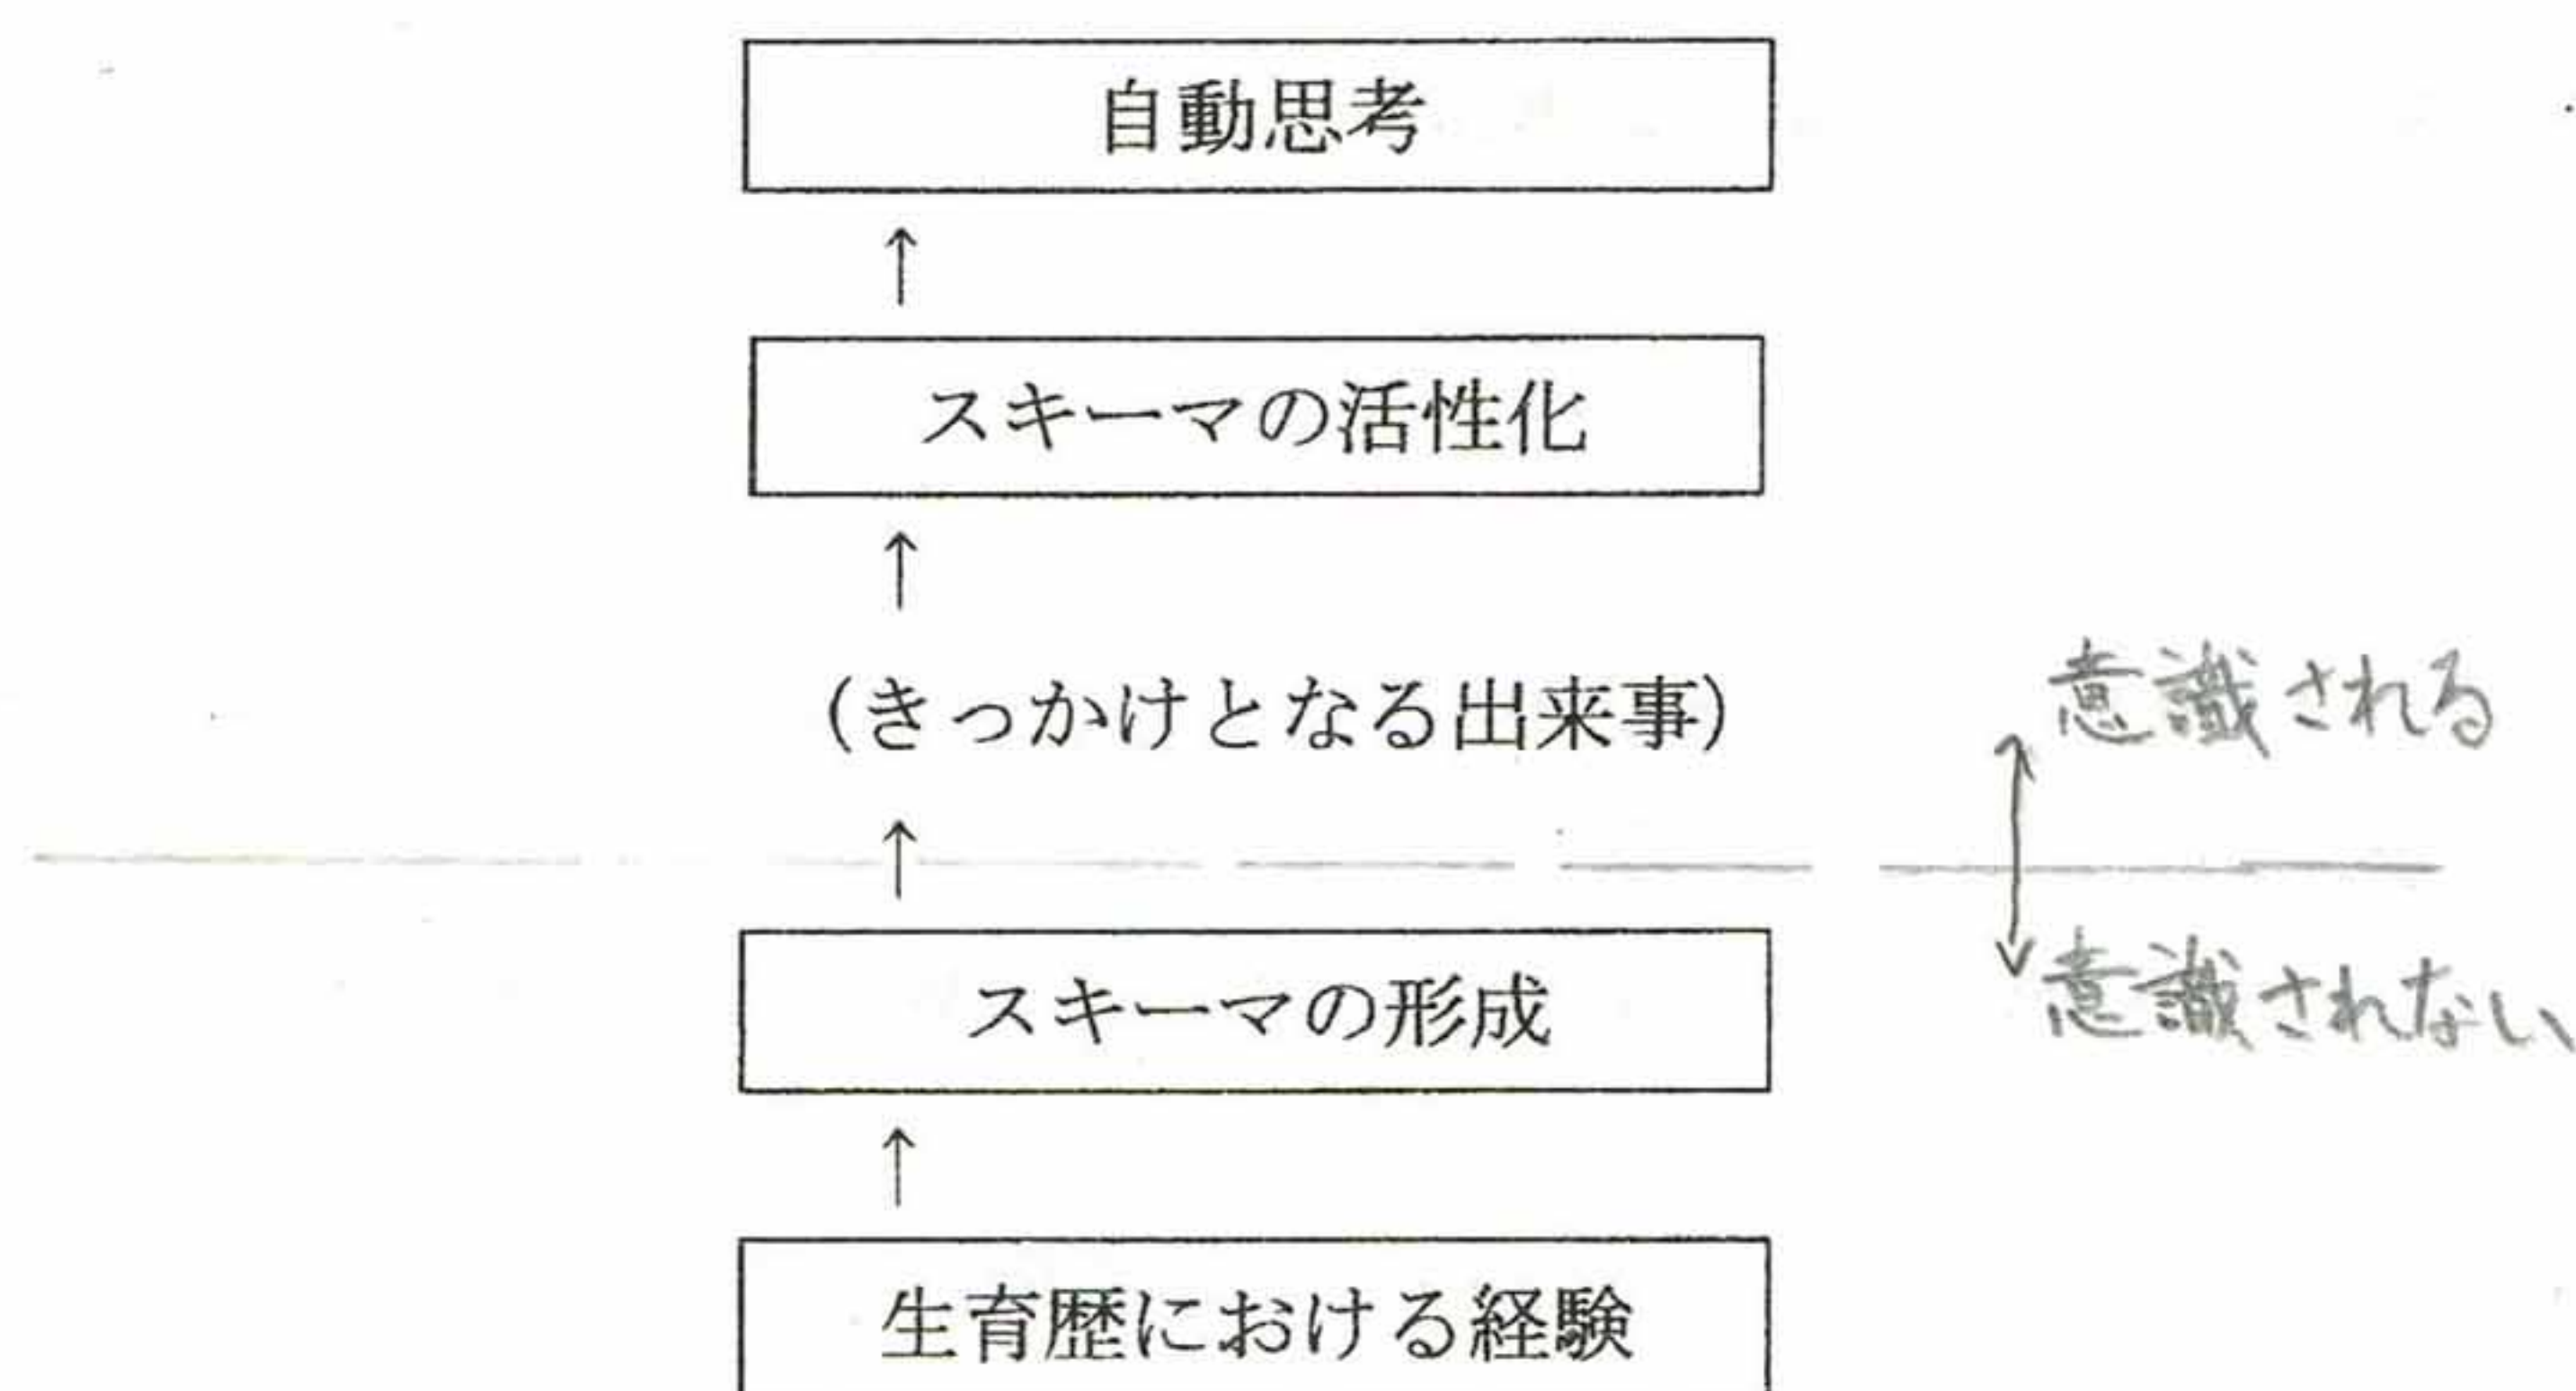 自動思考
↑
スキーマの活性化
↑
(きっかけとなる出来事)
意識される
↑
意識されない
スキーマの形成
↑
生育歴における経験